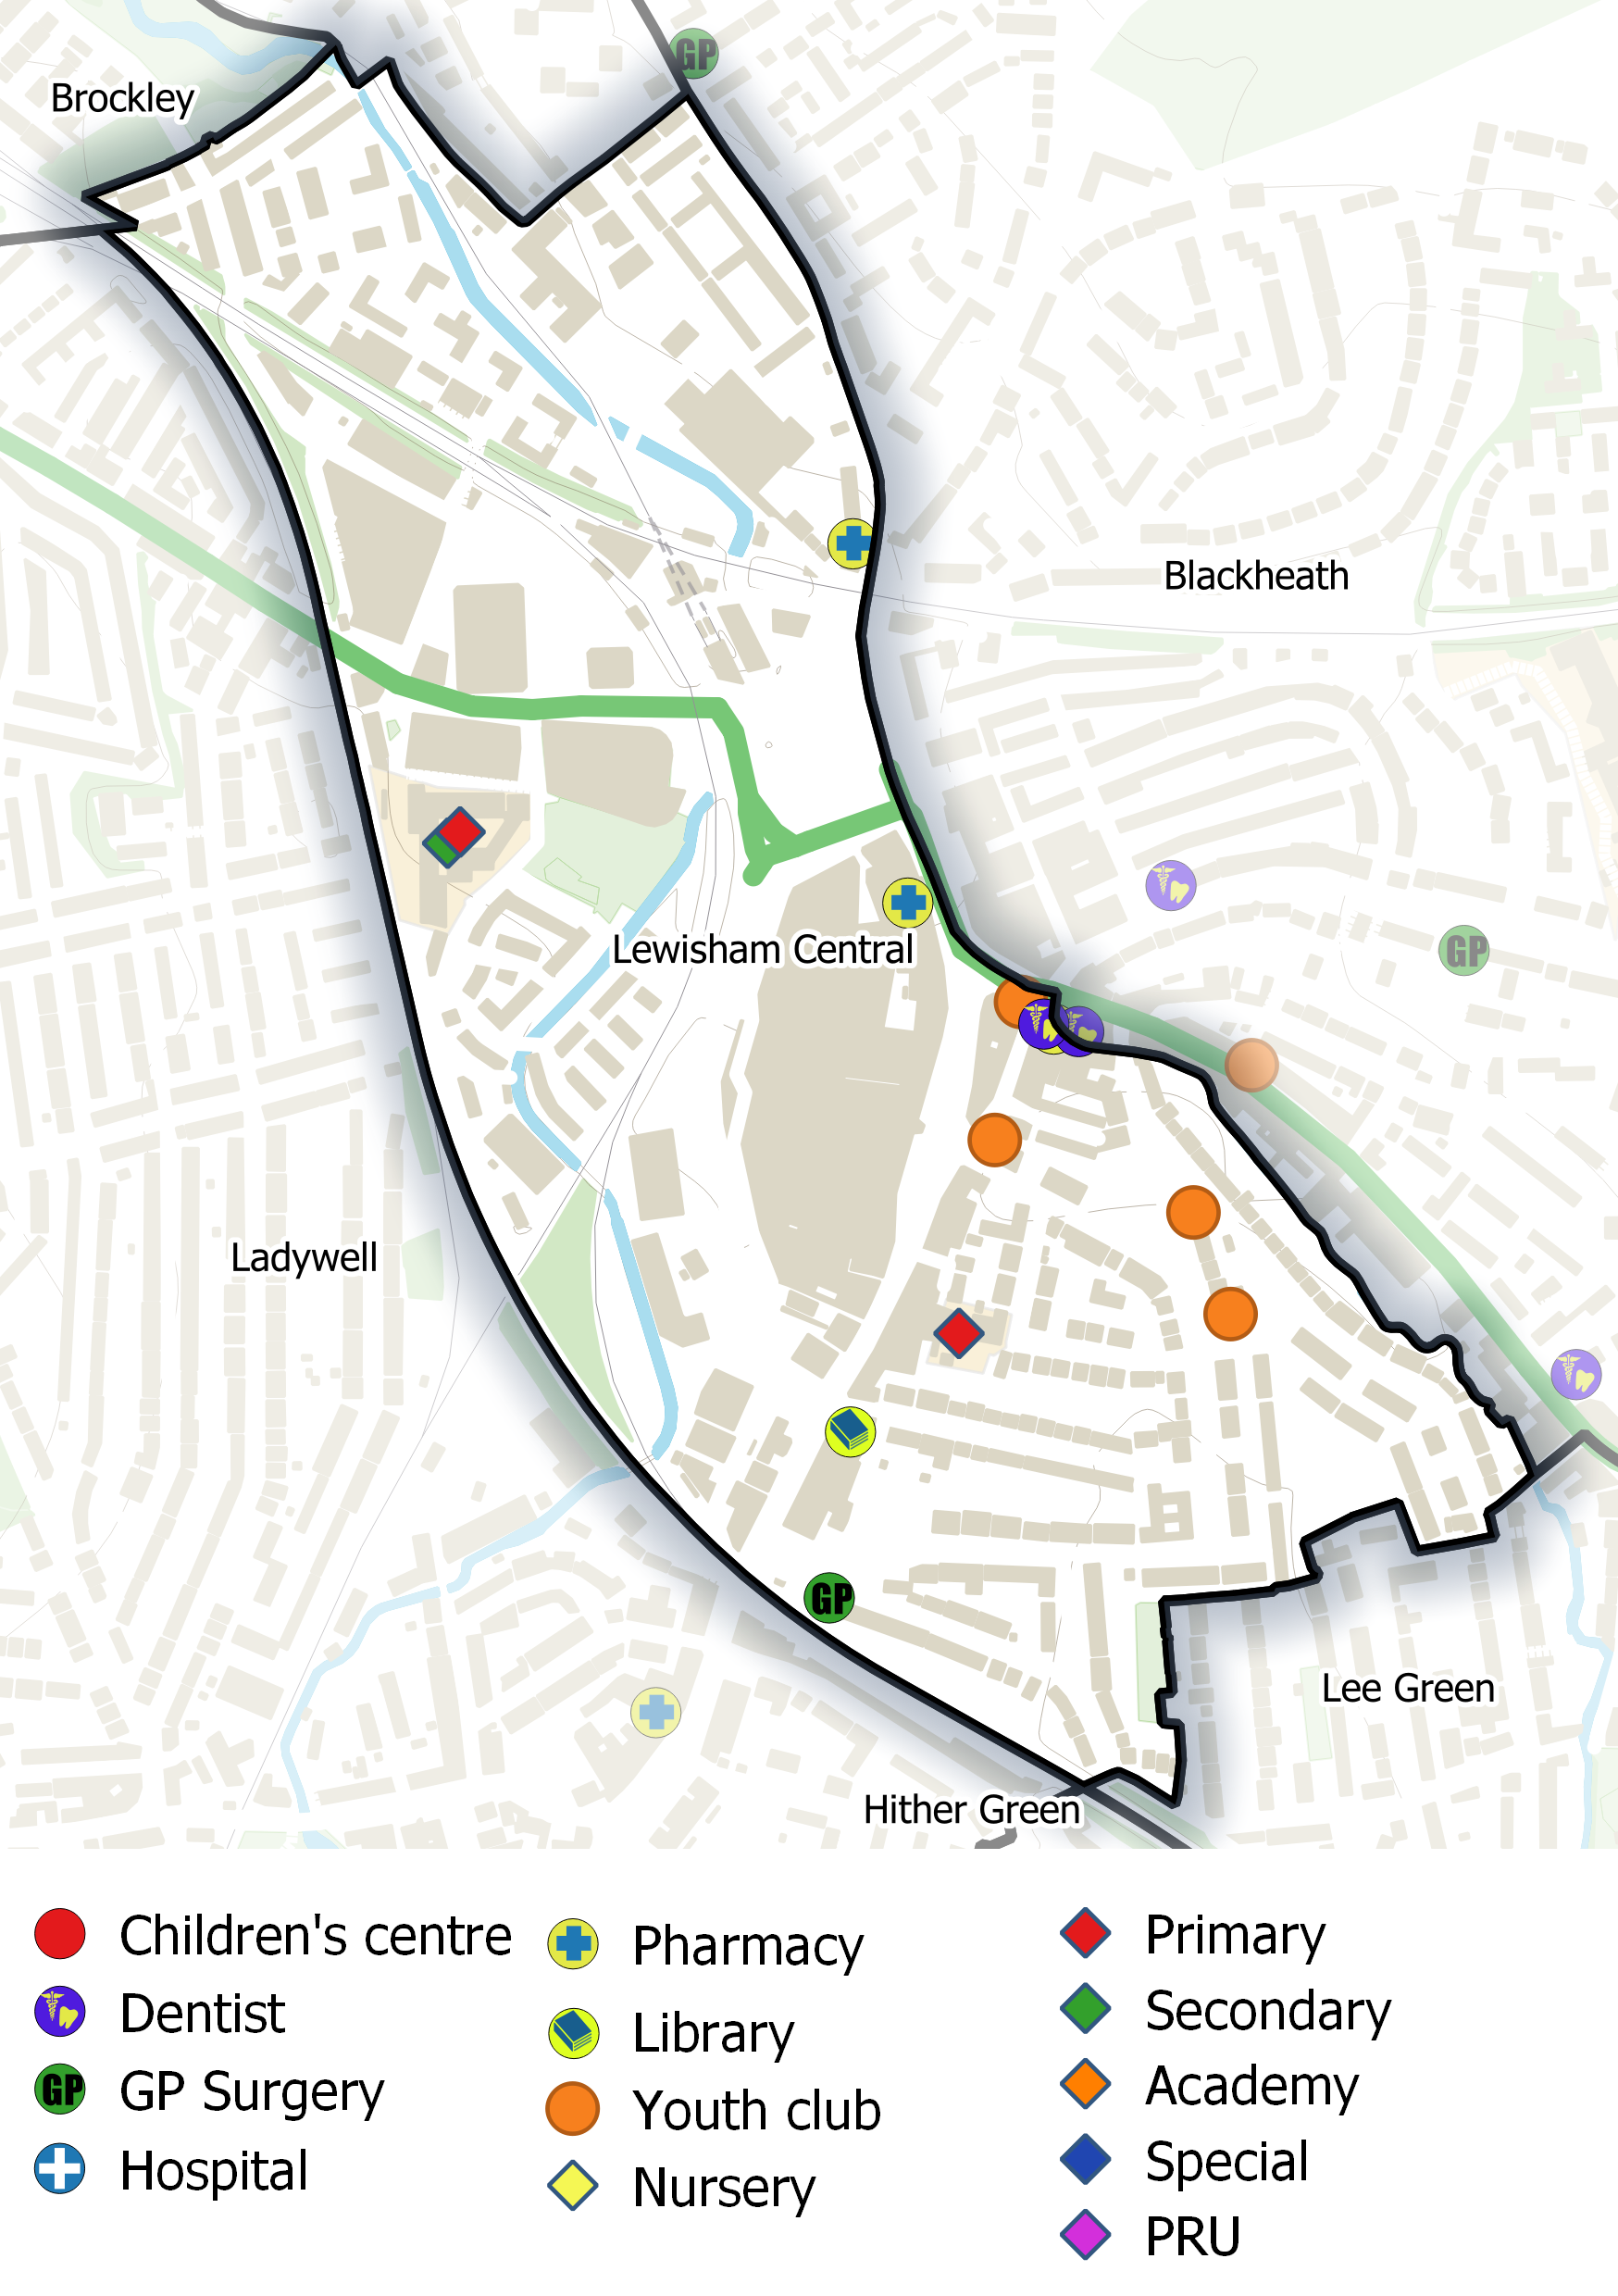 GP
Brockley
Blackheath
GP
Lewisham Central
Ladywell
GP
Lee Green
Hither Green
Children's centre
Dentist
GP GP Surgery
Hospital
Pharmacy
Library
Youth club
Nursery
Primary
Secondary
Academy
Special
PRU